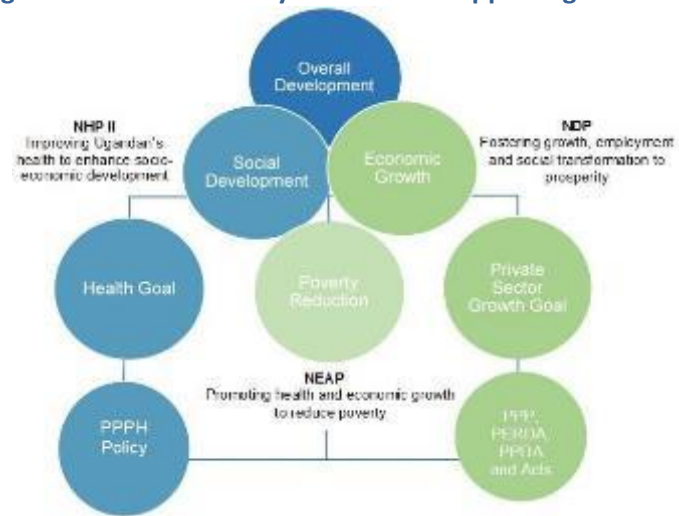 Overall
Development
NHP II
Improving Ugandan's
health to enhance socio-
economic development
NDP
Fostering growth, employment
and social transformation to
prosperity
Social
Development
Economic
Growth
Health Goal
Poverty
Reduction
Private
Sector
Growth Goal
NEAP
Promoting health and economic growth
to reduce poverty
PPPH
Policy
PPP,
PERDA,
PPDA
and Acts